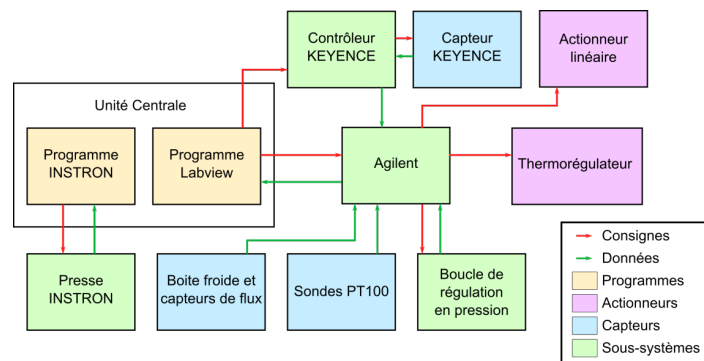 Contrôleur
KEYENCE
Capteur
KEYENCE
Actionneur
linéaire
Unité Centrale
Programme
INSTRON
Programme
Labview
Agilent
Thermorégulateur
Presse
INSTRON
Boite froide et
capteurs de flux
Sondes PT100
Boucle de
régulation
en pression
Consignes
Données
Programmes
Actionneurs
Capteurs
Sous-systèmes